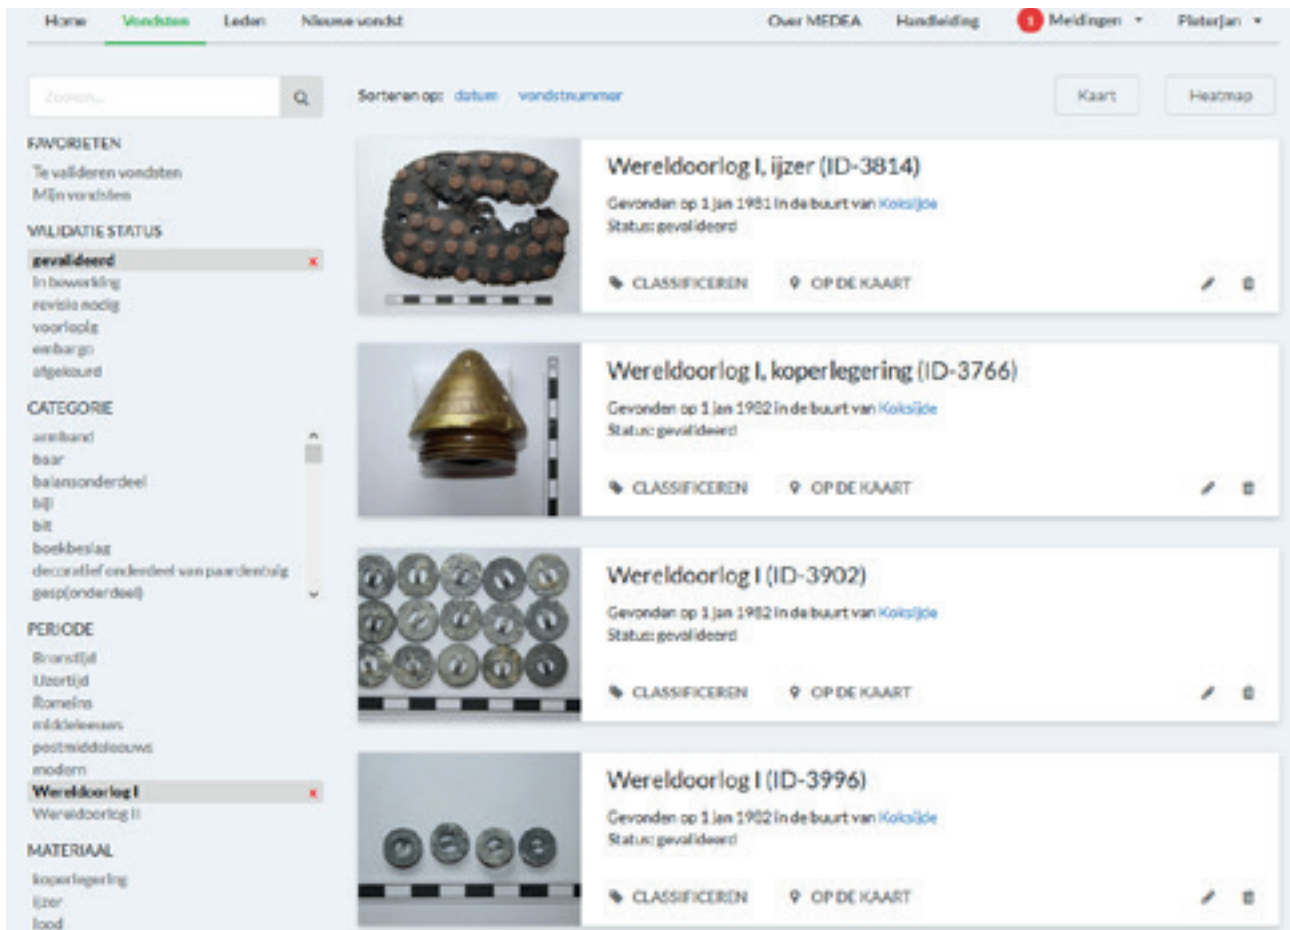 Home Vondsten Leden Nieuwe vondst Over MEDEA Handleiding 1 Meldingen PieterJan
Zoeken...
Sorteren op: datum vondstnummer Kaart Heatmap
FAVORIETEN
Te valideren vondsten
Mijn vondsten
VALIDATIE STATUS
gevalideerd x
In bewerking
revisie nodig
voorlopig
embargo
afgekeurd
CATEGORIE
armband
baar
balansonderdeel
bijl
bit
boekbeslag
decoratief onderdeel van paardentuig
gesp(onderdeel)
PERIODE
Bronstijd
IJzertijd
Romeins
middeleeuws
postmiddeleeuws
modern
Wereldoorlog I x
Wereldoorlog II
MATERIAAL
koperlegering
ijzer
lood
Wereldoorlog I, ijzer (ID-3814)
Gevonden op 1 jan 1981 in de buurt van Koksijde
Status: gevalideerd
CLASSIFICEREN OP DE KAART
Wereldoorlog I, koperlegering (ID-3766)
Gevonden op 1 jan 1982 in de buurt van Koksijde
Status: gevalideerd
CLASSIFICEREN OP DE KAART
Wereldoorlog I (ID-3902)
Gevonden op 1 jan 1982 in de buurt van Koksijde
Status: gevalideerd
CLASSIFICEREN OP DE KAART
Wereldoorlog I (ID-3996)
Gevonden op 1 jan 1982 in de buurt van Koksijde
Status: gevalideerd
CLASSIFICEREN OP DE KAART